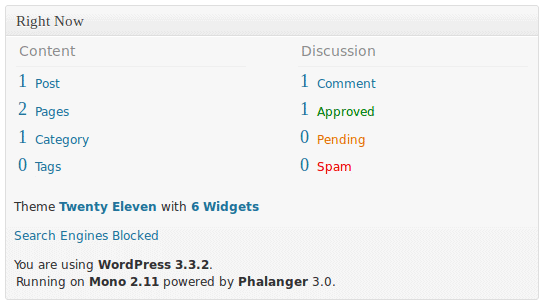 Right Now
Content
Discussion
1 Post
1 Comment
2 Pages
1 Approved
1 Category
0 Pending
0 Tags
0 Spam
Theme Twenty Eleven with 6 Widgets
Search Engines Blocked
You are using WordPress 3.3.2.
Running on Mono 2.11 powered by Phalanger 3.0.